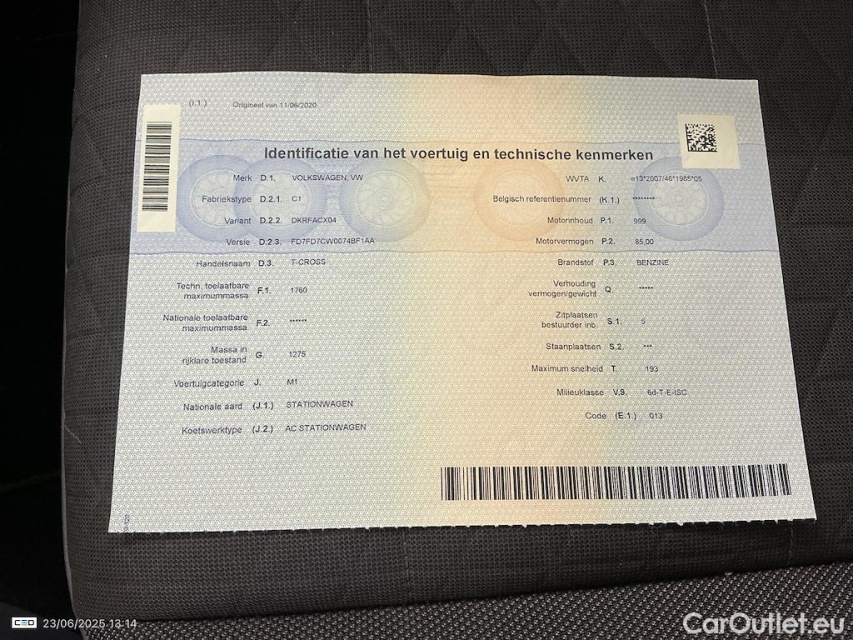 (I.1.) Origineel van 11/06/2020
Identificatie van het voertuig en technische kenmerken
Merk D.1. VOLKSWAGEN, VW
Fabriekstype D.2.1. C1
Variant D.2.2. DKRFACX04
Versie D.2.3. FD7FD7CW0074BF1AA
Handelsnaam D.3. T-CROSS
Techn. toelaatbare
maximummassa F.1. 1760
Nationale toelaatbare
maximummassa F.2. ******
Massa in
rijklare toestand G. 1275
Voertuigcategorie J. M1
Nationale aard (J.1.) STATIONWAGEN
Koetswerktype (J.2.) AC STATIONWAGEN
WVTA K. e13*2007/46*1985*05
Belgisch referentienummer (K.1.) ********
Motorinhoud P.1. 999
Motorvermogen P.2. 85,00
Brandstof P.3. BENZINE
Verhouding
vermogen/gewicht Q. *****
Zitplaatsen
bestuurder inb. S.1. 5
Staanplaatsen S.2. ***
Maximum snelheid T. 193
Milieuklasse V.9. 6d-T-E-ISC
Code (E.1.) 013
CED 23/06/2025 13:14
CarOutlet.eu